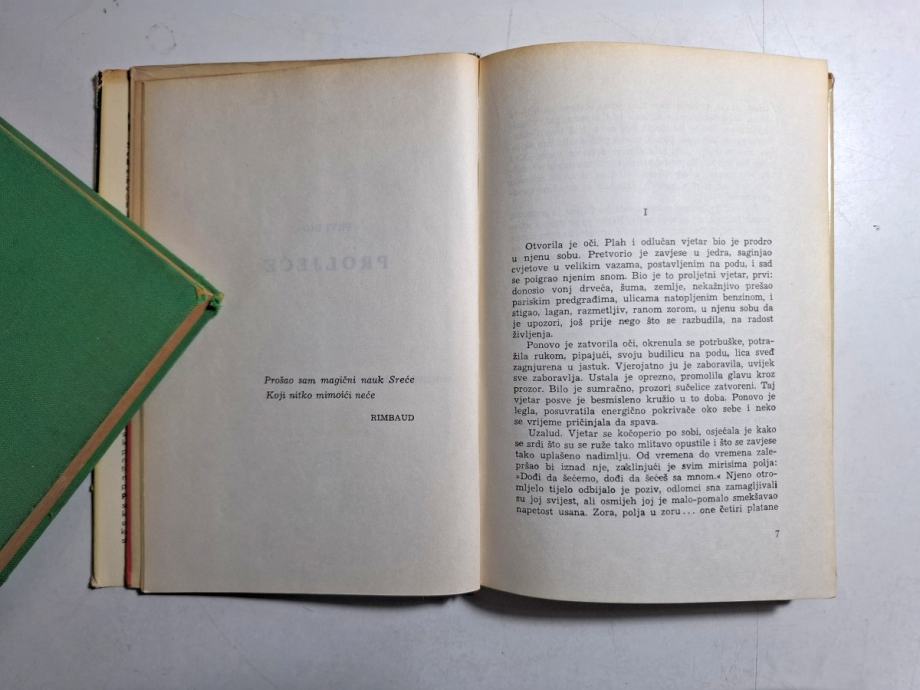 PROLJEĆE
Prošao sam magični nauk Sreće
Koji nitko mimoići neće
RIMBAUD
I
Otvorila je oči. Plah i odlučan vjetar bio je prodro
u njenu sobu. Pretvorio je zavjese u jedra, saginjao
cvjetove u velikim vazama, postavljenim na podu, i sad
se poigrao njenim snom. Bio je to proljetni vjetar, prvi:
donosio vonj drveća, šuma, zemlje, nekažnjivo prešao
pariskim predgrađima, ulicama natopljenim benzinom, i
stigao, lagan, razmetljiv, ranom zorom, u njenu sobu da
je upozori, još prije nego što se razbudila, na radost
življenja.
Ponovo je zatvorila oči, okrenula se potrbuške, potra-
žila rukom, pipajući, svoju budilicu na podu, lica sveđ
zagnjurena u jastuk. Vjerojatno ju je zaboravila, uvijek
sve zaboravlja. Ustala je oprezno, promolila glavu kroz
prozor. Bilo je sumračno, prozori sučelice zatvoreni. Taj
vjetar posve je besmisleno kružio u to doba. Ponovo je
legla, posuvratila energično pokrivače oko sebe i neko
se vrijeme pričinjala da spava.
Uzalud. Vjetar se kočoperio po sobi, osjećala je kako
se srdi što su se ruže tako mlitavo opustile i što se zavjese
tako uplašeno nadimlju. Od vremena do vremena zale-
pršao bi iznad nje, zaklinjući je svim mirisima polja:
»Dođi da šećemo, dođi da šećeš sa mnom.« Njeno otro-
mljelo tijelo odbijalo je poziv, odlomci sna zamagljivali
su joj svijest, ali osmijeh joj je malo-pomalo smekšavao
napetost usana. Zora, polja u zoru... one četiri platane
7